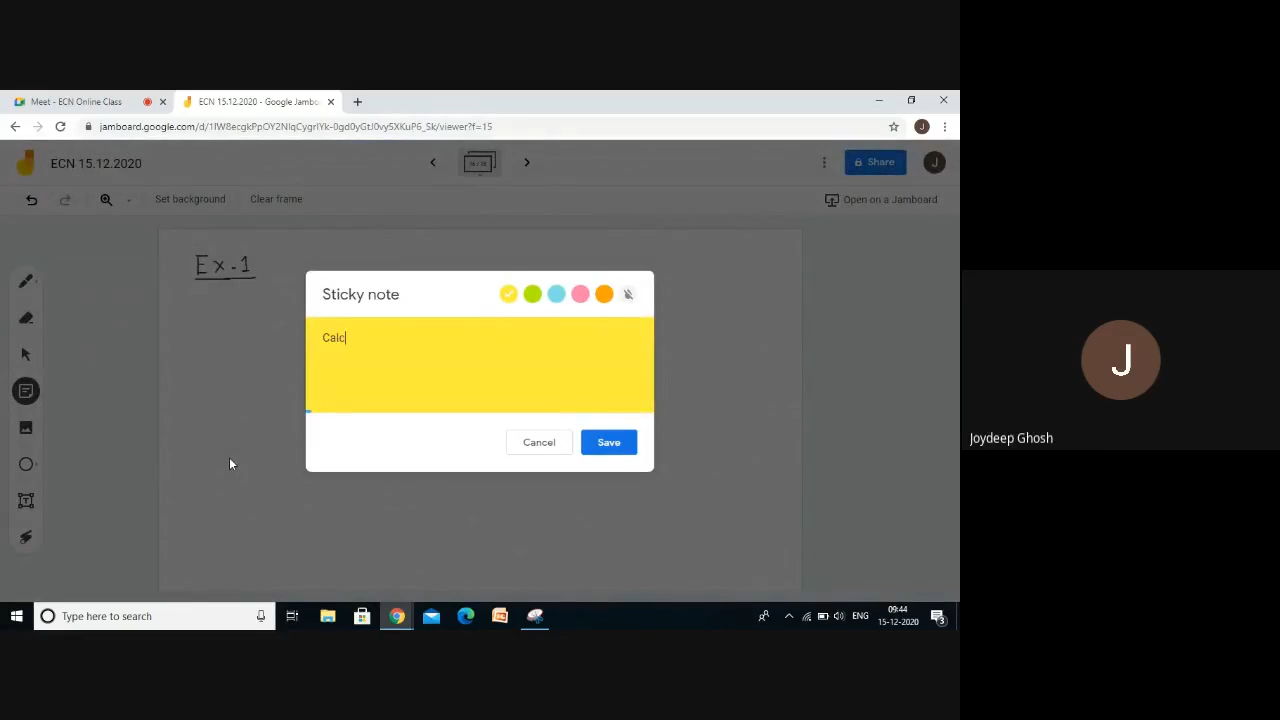 Meet - ECN Online Class
ECN 15.12.2020 - Google Jambo
jamboard.google.com/d/1IW8ecgkPpOY2NIqCygrlYk-0gd0yGtJ0vy5XKuP6_Sk/viewer?f=15
J
ECN 15.12.2020
Share
J
Set background
Clear frame
Open on a Jamboard
Ex-1
Sticky note
Calc
Cancel
Save
J
Joydeep Ghosh
Type here to search
ENG
09:44
15-12-2020
3